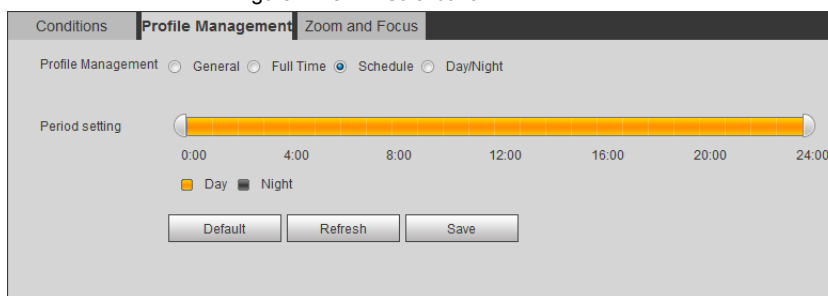 Conditions Profile Management Zoom and Focus
Profile Management General Full Time Schedule Day/Night
Period setting
0:00 4:00 8:00 12:00 16:00 20:00 24:00
Day Night
Default Refresh Save